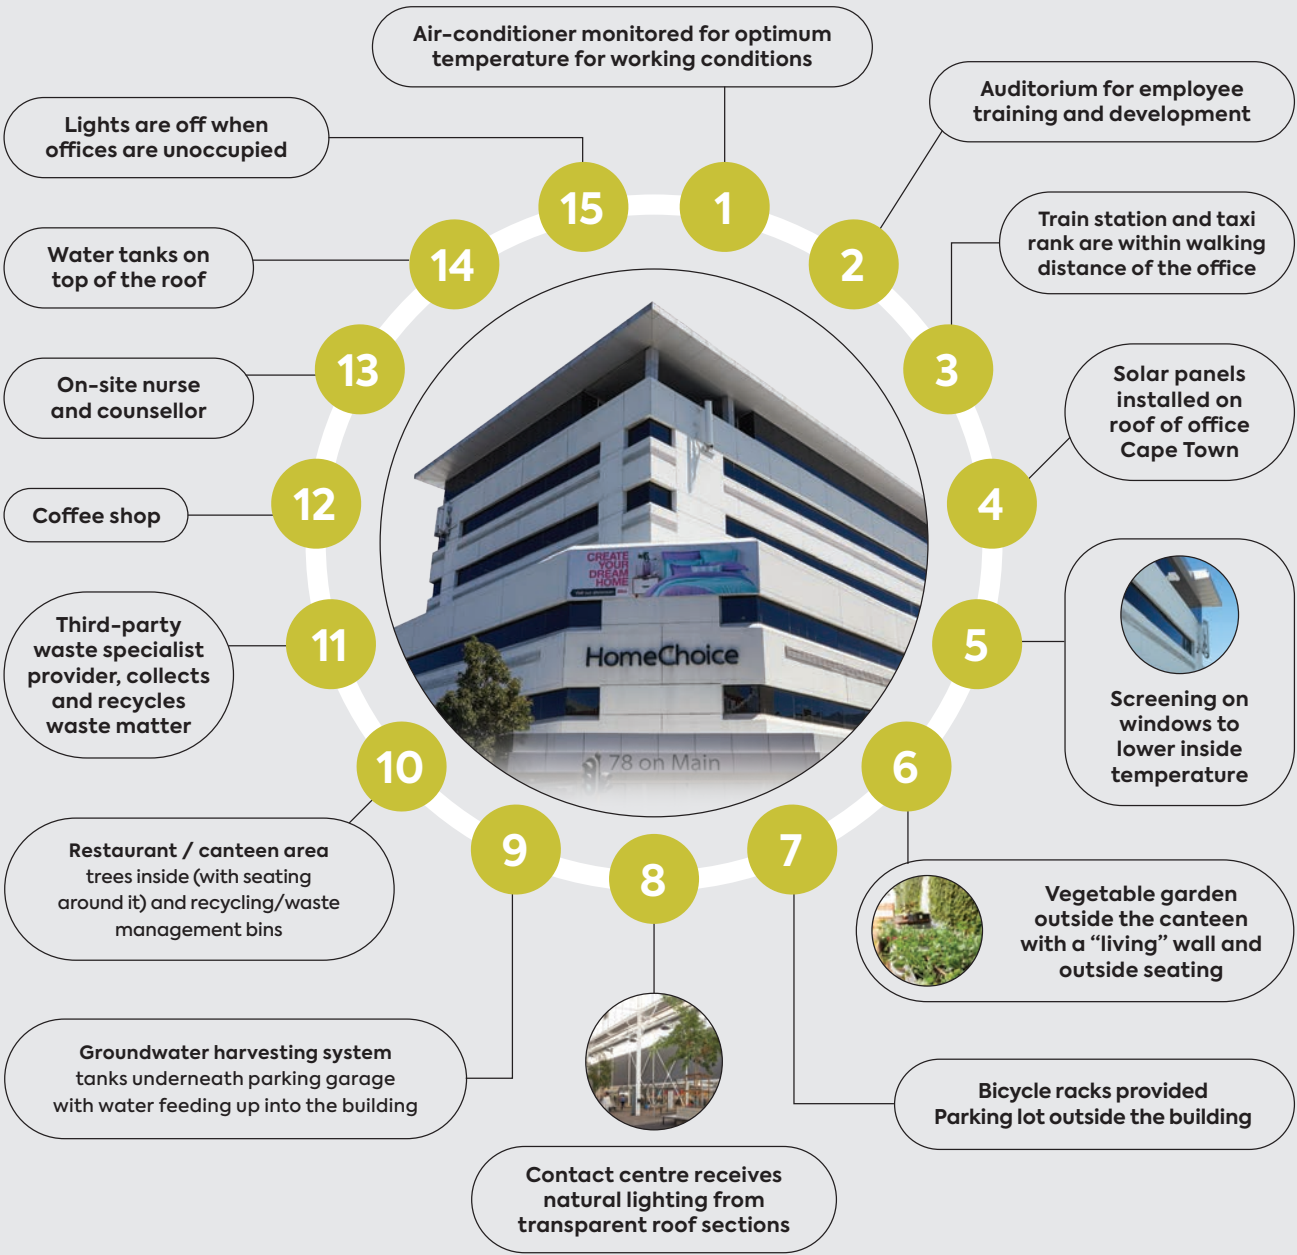 Air-conditioner monitored for optimum
temperature for working conditions
1
Auditorium for employee
training and development
2
Train station and taxi
rank are within walking
distance of the office
3
Solar panels
installed on
roof of office
Cape Town
4
Screening on
windows to
lower inside
temperature
5
Vegetable garden
outside the canteen
with a “living” wall and
outside seating
6
Bicycle racks provided
Parking lot outside the building
7
Contact centre receives
natural lighting from
transparent roof sections
8
Groundwater harvesting system
tanks underneath parking garage
with water feeding up into the building
9
Restaurant / canteen area
trees inside (with seating
around it) and recycling/waste
management bins
10
Third-party
waste specialist
provider, collects
and recycles
waste matter
11
Coffee shop
12
On-site nurse
and counsellor
13
Water tanks on
top of the roof
14
Lights are off when
offices are unoccupied
15
CREATE
YOUR
DREAM
HOME
HomeChoice
78 on Main